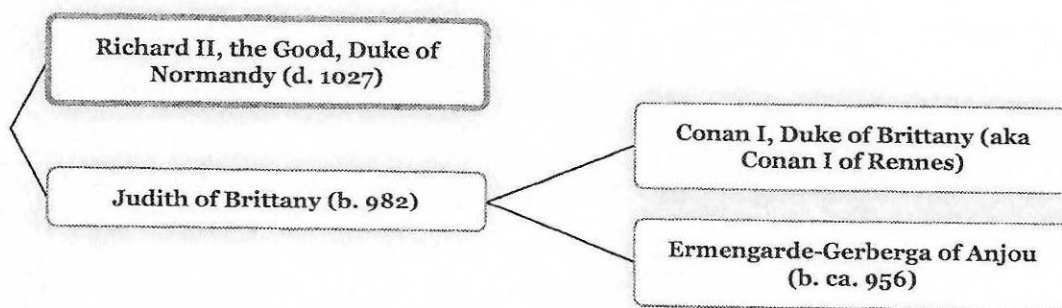 Richard II, the Good, Duke of
Normandy (d. 1027)
Judith of Brittany (b. 982)
Conan I, Duke of Brittany (aka
Conan I of Rennes)
Ermengarde-Gerberga of Anjou
(b. ca. 956)